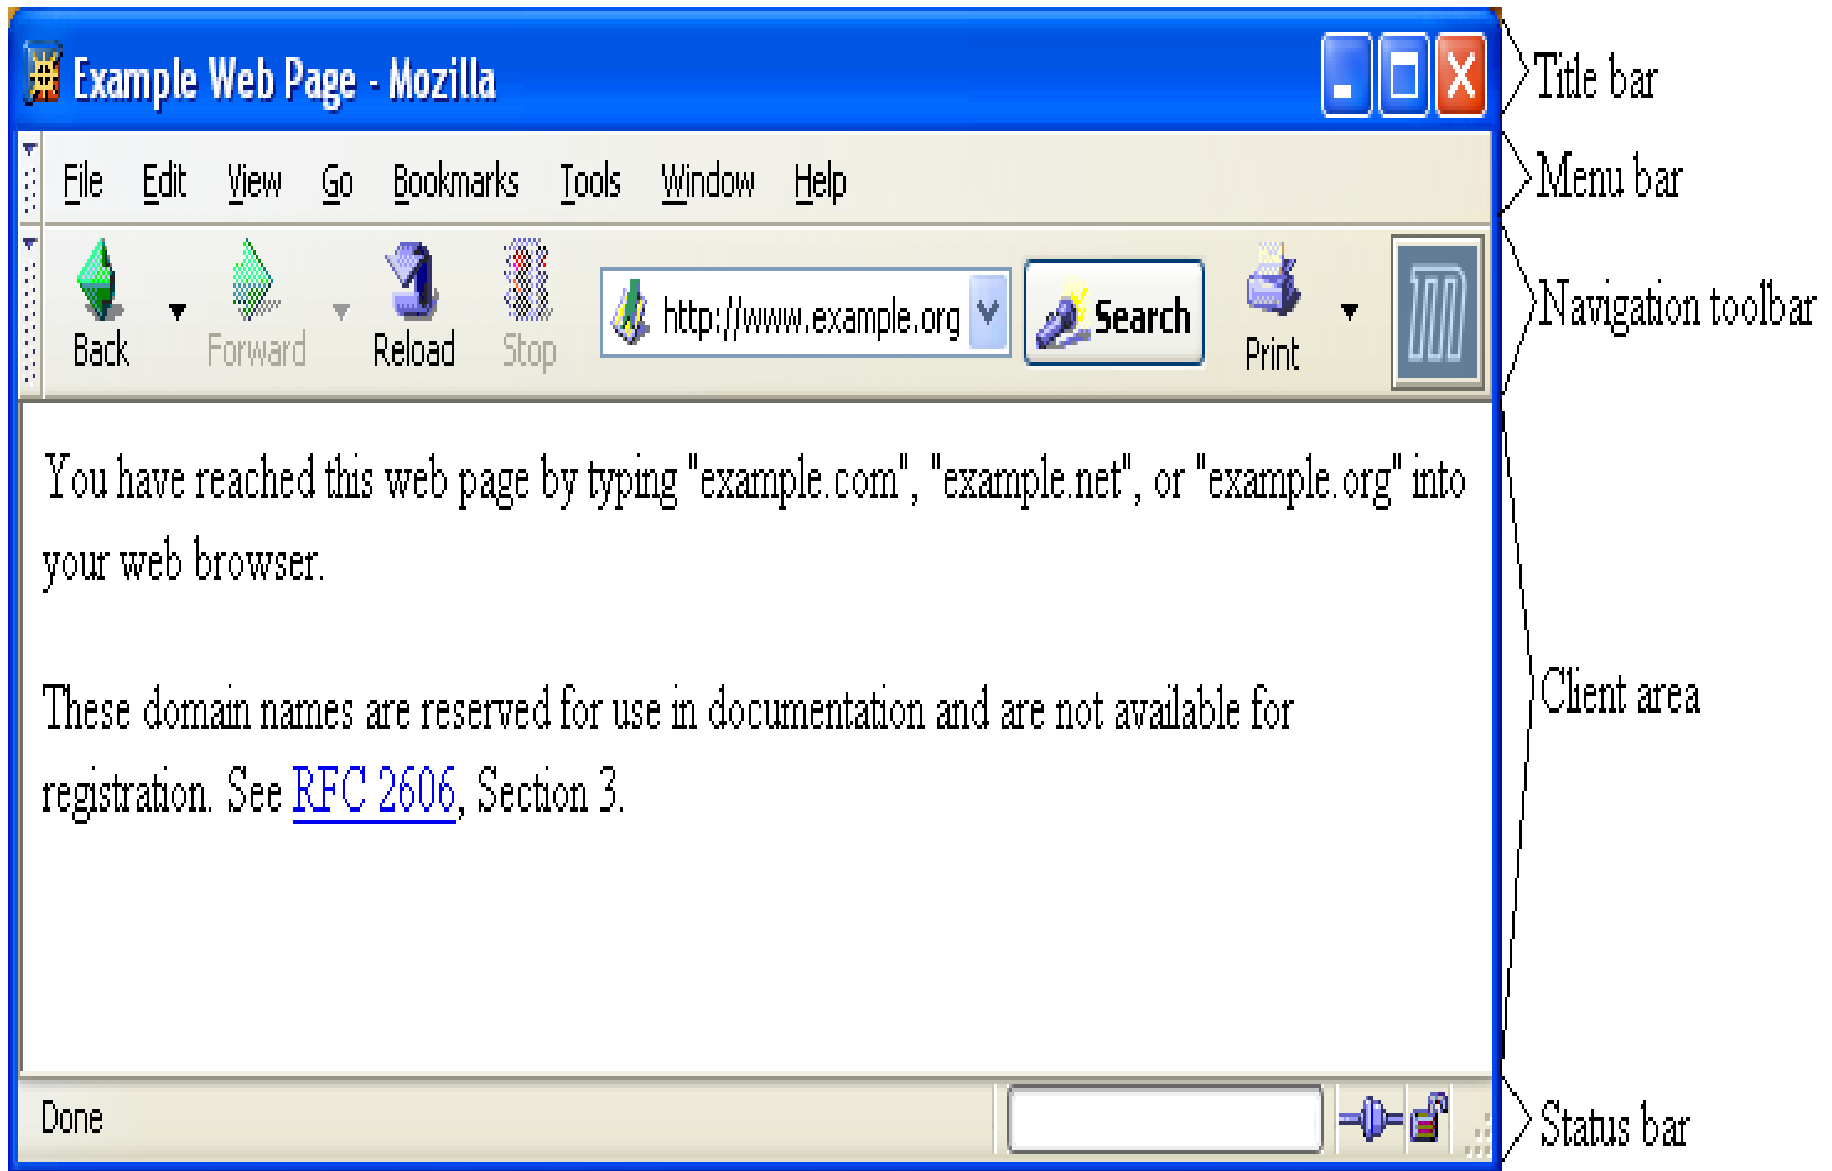 Example Web Page - Mozilla
Title bar
File Edit View Go Bookmarks Tools Window Help
Menu bar
Back Forward Reload Stop http://www.example.org Search Print m
Navigation toolbar
You have reached this web page by typing "example.com", "example.net", or "example.org" into
your web browser.
These domain names are reserved for use in documentation and are not available for
registration. See RFC 2606, Section 3.
Client area
Done
Status bar